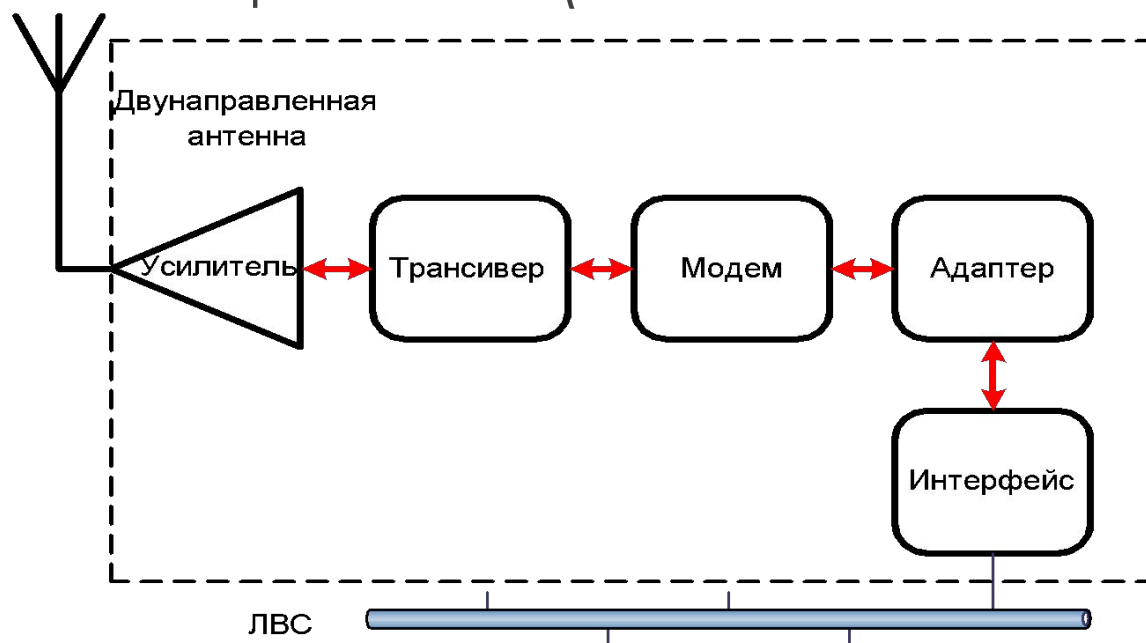 Двунаправленная
антенна
Усилитель
Трансивер
Модем
Адаптер
Интерфейс
ЛВС